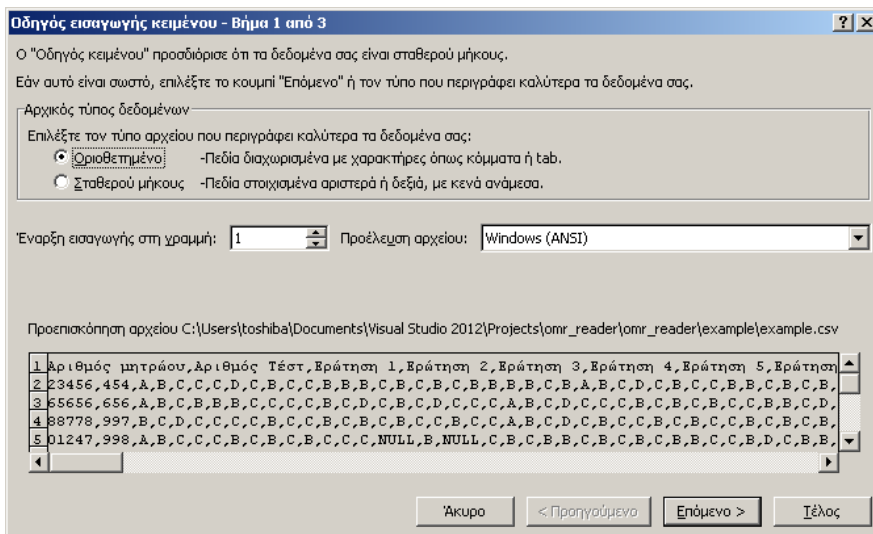 Οδηγός εισαγωγής κειμένου - Βήμα 1 από 3
Ο "Οδηγός κειμένου" προσδιόρισε ότι τα δεδομένα σας είναι σταθερού μήκους.
Εάν αυτό είναι σωστό, επιλέξτε το κουμπί "Επόμενο" ή τον τύπο που περιγράφει καλύτερα τα δεδομένα σας.
Αρχικός τύπος δεδομένων
Επιλέξτε τον τύπο αρχείου που περιγράφει καλύτερα τα δεδομένα σας:
Οριοθετημένο -Πεδία διαχωρισμένα με χαρακτήρες όπως κόμματα ή tab.
Σταθερού μήκους -Πεδία στοιχισμένα αριστερά ή δεξιά, με κενά ανάμεσα.
Έναρξη εισαγωγής στη γραμμή: 1 Προέλευση αρχείου: Windows (ANSI)
Προεπισκόπηση αρχείου C:\Users\toshiba\Documents\Visual Studio 2012\Projects\omr_reader\omr_reader\example\example.csv
1 Αριθμός μητρώου,Αριθμός Τέστ,Ερώτηση 1,Ερώτηση 2,Ερώτηση 3,Ερώτηση 4,Ερώτηση 5,Ερώτηση
2 23456,454,A,B,C,C,C,D,C,B,C,C,B,B,B,C,B,C,B,C,B,B,B,B,C,B,A,B,C,D,C,B,C,C,B,B,C,B,C,B,
3 65656,656,A,B,C,B,B,B,C,C,C,C,C,B,C,D,C,B,C,D,C,C,C,A,B,C,D,C,C,C,B,C,B,C,B,C,C,B,C,D,
4 88778,997,B,C,D,C,C,C,C,B,C,B,C,B,C,B,C,B,C,B,C,C,A,B,C,D,C,B,C,C,B,C,B,C,B,C,B,B,
5 01247,998,A,B,C,C,C,B,C,B,C,B,C,C,C,NULL,B,NULL,C,B,C,B,B,C,B,C,B,C,B,B,C,C,B,D,C,B,B,
Άκυρο < Προηγούμενο Επόμενο > Τέλος